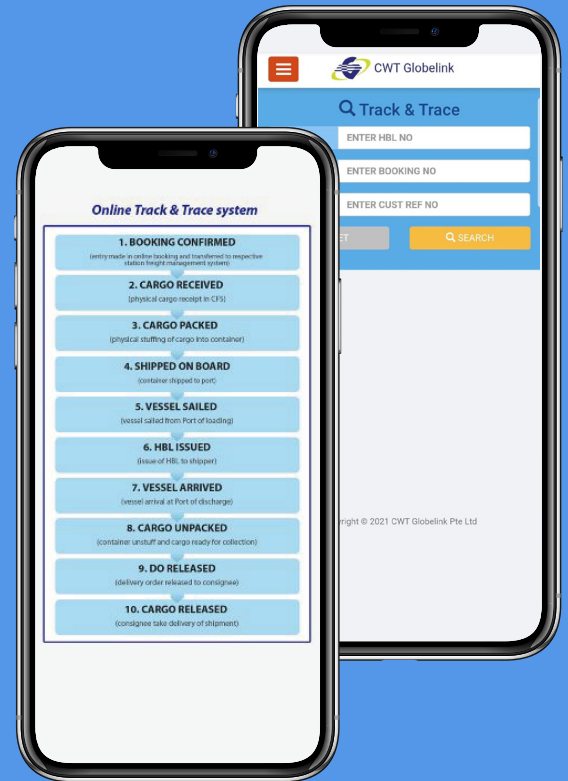 CWT Globelink
Track & Trace
ENTER HBL NO
ENTER BOOKING NO
ENTER CUST REF NO
ET
SEARCH
right © 2021 CWT Globelink Pte Ltd
Online Track & Trace system
1. BOOKING CONFIRMED
(entry made in online booking and transferred to respective
station freight management system)
2. CARGO RECEIVED
(physical cargo receipt in CFS)
3. CARGO PACKED
(physical stuffing of cargo into container)
4. SHIPPED ON BOARD
(container shipped to port)
5. VESSEL SAILED
(vessel sailed from Port of loading)
6. HBL ISSUED
(issue of HBL to shipper)
7. VESSEL ARRIVED
(vessel arrival at Port of discharge)
8. CARGO UNPACKED
(container unstuff and cargo ready for collection)
9. DO RELEASED
(delivery order released to consignee)
10. CARGO RELEASED
(consignee take delivery of shipment)